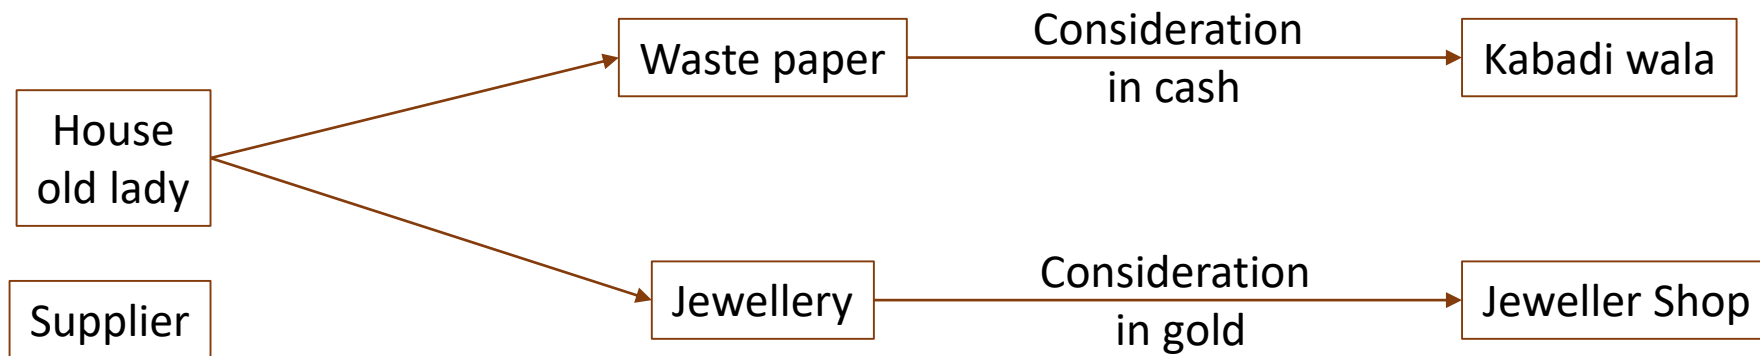 House
old lady
Supplier
Waste paper
Consideration
in cash
Kabadi wala
Jewellery
Consideration
in gold
Jeweller Shop